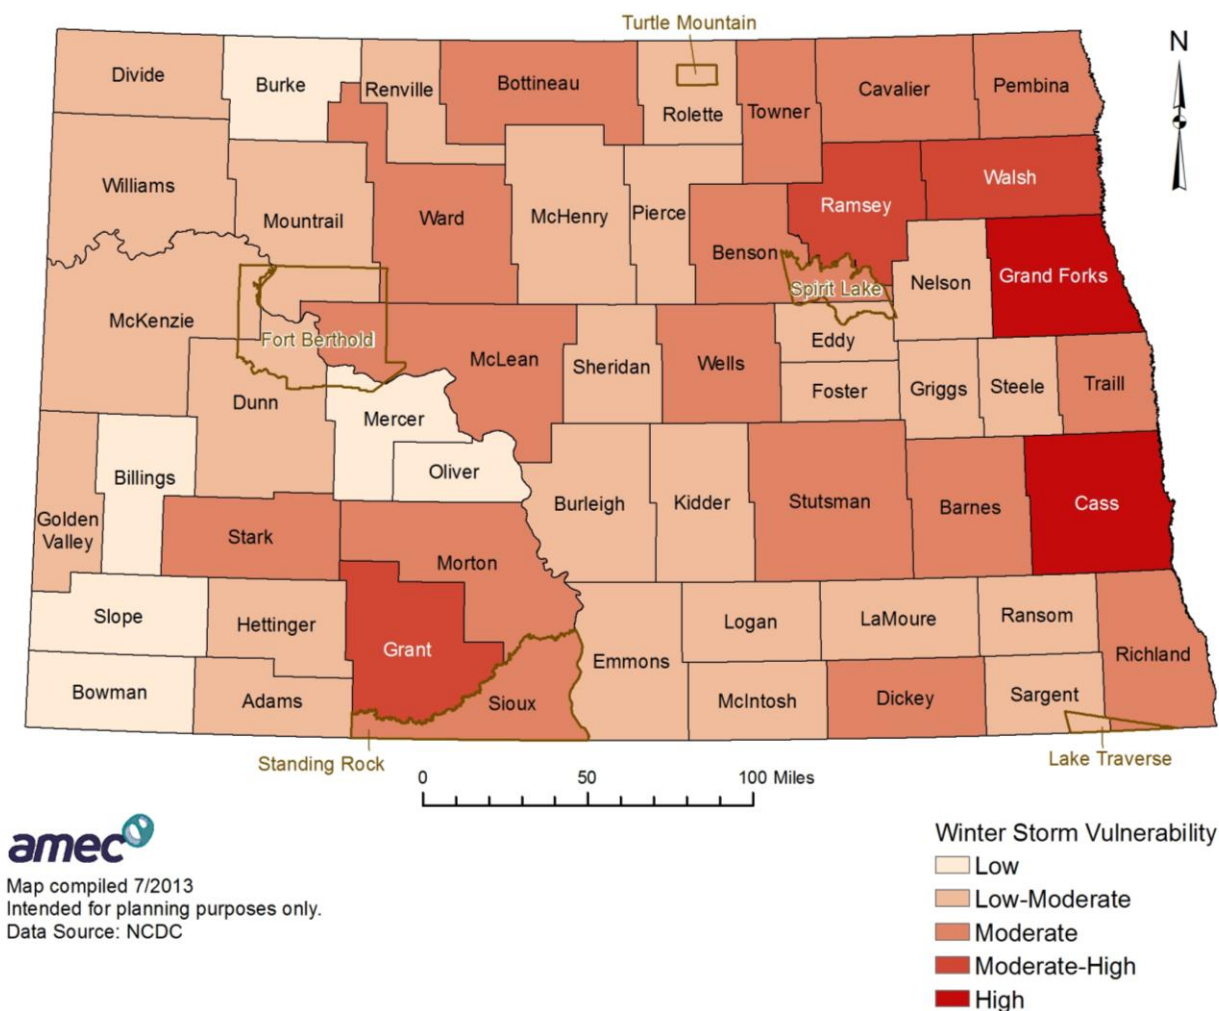 Turtle Mountain
N
Divide
Burke
Renville
Bottineau
Rolette
Towner
Cavalier
Pembina
Williams
Mountrail
Ward
McHenry
Pierce
Benson
Ramsey
Walsh
Spirit Lake
Nelson
Grand Forks
McKenzie
Fort Berthold
McLean
Sheridan
Wells
Eddy
Foster
Griggs
Steele
Traill
Dunn
Mercer
Oliver
Billings
Golden
Valley
Burleigh
Kidder
Stutsman
Barnes
Cass
Stark
Morton
Slope
Hettinger
Grant
Emmons
Logan
LaMoure
Ransom
Richland
Bowman
Adams
Sioux
McIntosh
Dickey
Sargent
Standing Rock
Lake Traverse
0 50 100 Miles
amec
Map compiled 7/2013
Intended for planning purposes only.
Data Source: NCDC
Winter Storm Vulnerability
Low
Low-Moderate
Moderate
Moderate-High
High